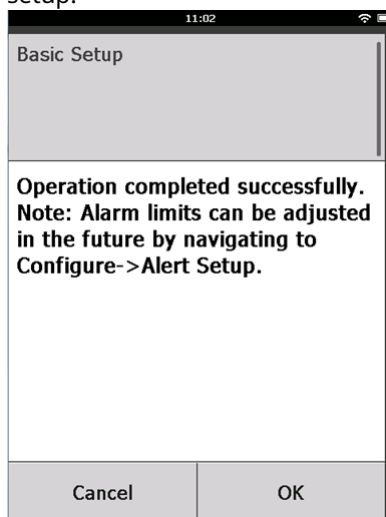 setup.
11:02
Basic Setup
Operation completed successfully.
Note: Alarm limits can be adjusted
in the future by navigating to
Configure->Alert Setup.
Cancel
OK